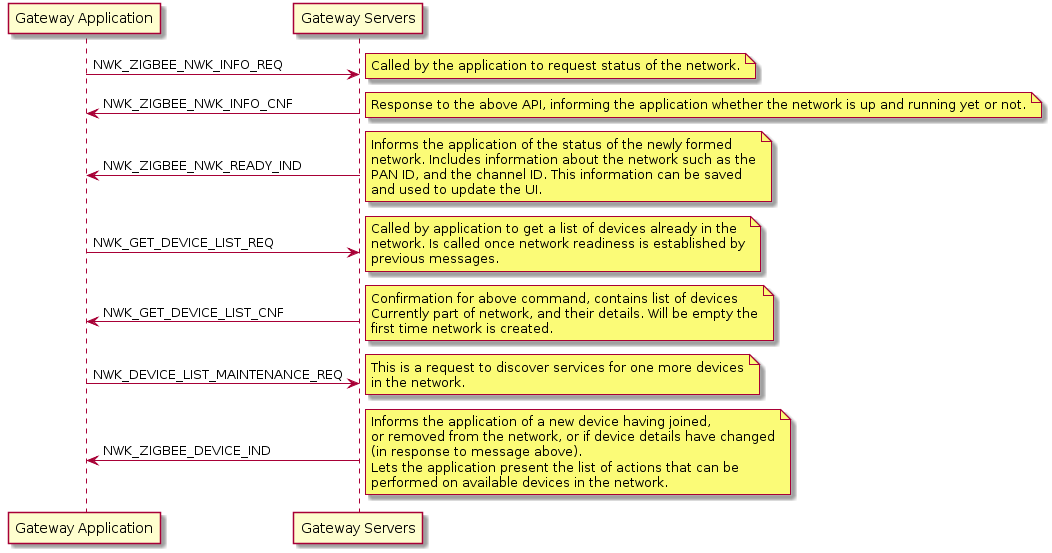 Gateway Application
Gateway Servers
NWK_ZIGBEE_NWK_INFO_REQ
Called by the application to request status of the network.
NWK_ZIGBEE_NWK_INFO_CNF
Response to the above API, informing the application whether the network is up and running yet or not.
NWK_ZIGBEE_NWK_READY_IND
Informs the application of the status of the newly formed
network. Includes information about the network such as the
PAN ID, and the channel ID. This information can be saved
and used to update the UI.
NWK_GET_DEVICE_LIST_REQ
Called by application to get a list of devices already in the
network. Is called once network readiness is established by
previous messages.
NWK_GET_DEVICE_LIST_CNF
Confirmation for above command, contains list of devices
Currently part of network, and their details. Will be empty the
first time network is created.
NWK_DEVICE_LIST_MAINTENANCE_REQ
This is a request to discover services for one more devices
in the network.
NWK_ZIGBEE_DEVICE_IND
Informs the application of a new device having joined,
or removed from the network, or if device details have changed
(in response to message above).
Lets the application present the list of actions that can be
performed on available devices in the network.
Gateway Application
Gateway Servers